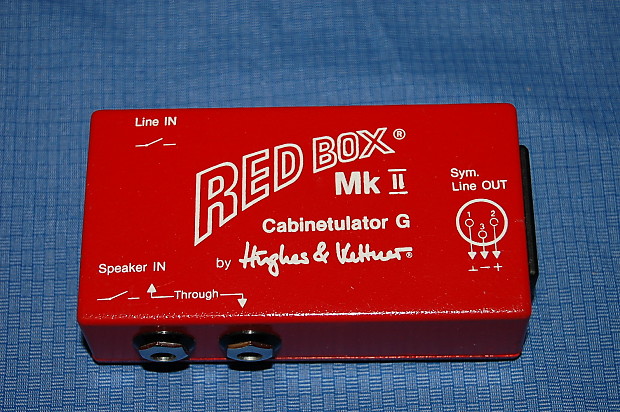 Line IN
RED BOX®
Mk II
Cabinetulator G
by Hughes & Kettner®
Sym.
Line OUT
1 2
3
⊥ − +
Speaker IN
Through